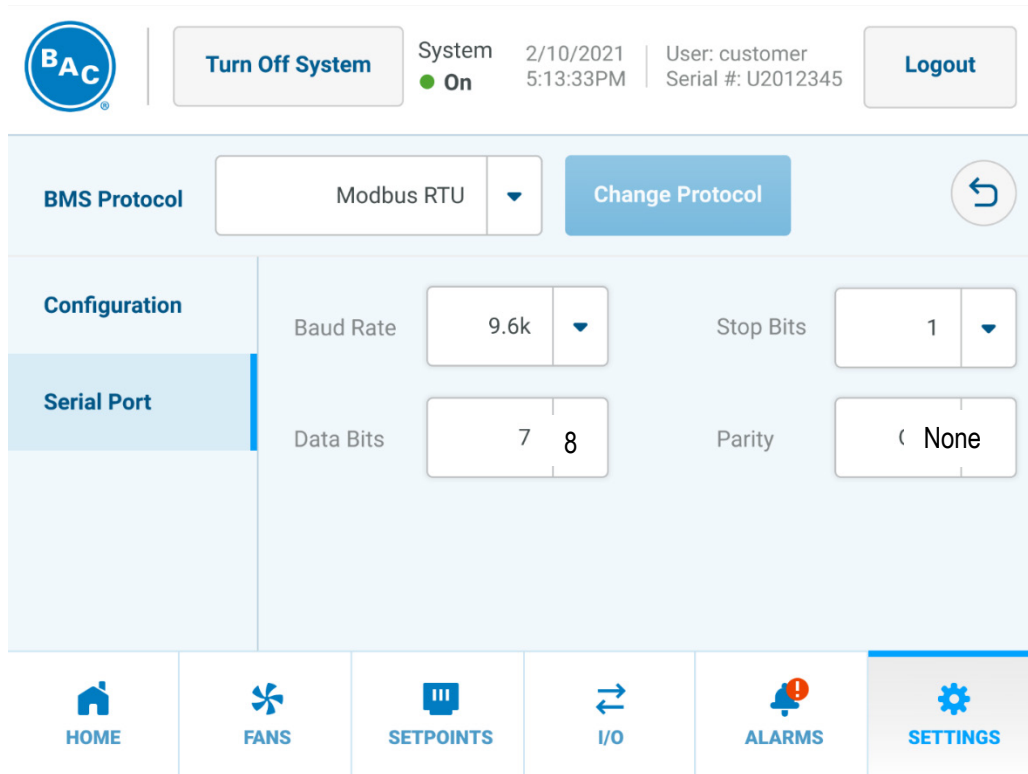 BAC
®
Turn Off System
System
On
2/10/2021
5:13:33PM
User: customer
Serial #: U2012345
Logout
BMS Protocol
Modbus RTU
Change Protocol
Configuration
Serial Port
Baud Rate
9.6k
Stop Bits
1
Data Bits
7
8
Parity
None
HOME
FANS
SETPOINTS
I/O
ALARMS
SETTINGS